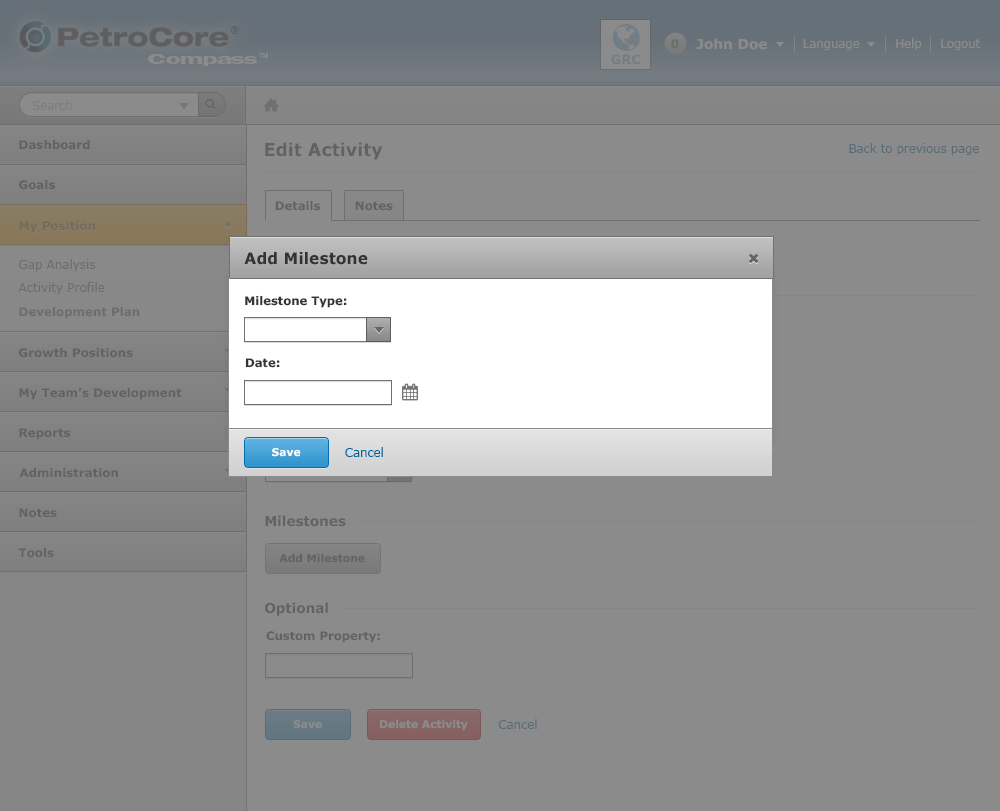 PetroCore®
Compass™
GRC
0 John Doe Language Help Logout
Search
Dashboard
Goals
My Position
Gap Analysis
Activity Profile
Development Plan
Growth Positions
My Team's Development
Reports
Administration
Notes
Tools
Edit Activity
Back to previous page
Details Notes
Add Milestone
Milestone Type:
Date:
Save Cancel
Milestones
Add Milestone
Optional
Custom Property:
Save Delete Activity Cancel